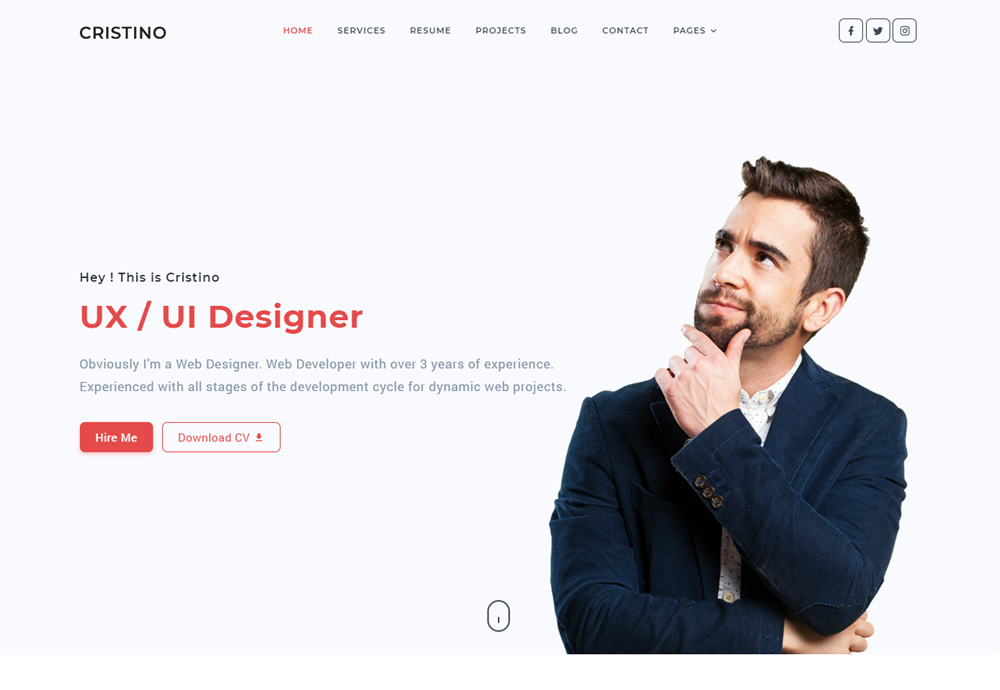 CRISTINO
HOME SERVICES RESUME PROJECTS BLOG CONTACT PAGES
Hey ! This is Cristino
UX / UI Designer
Obviously I'm a Web Designer. Web Developer with over 3 years of experience.
Experienced with all stages of the development cycle for dynamic web projects.
Hire Me Download CV